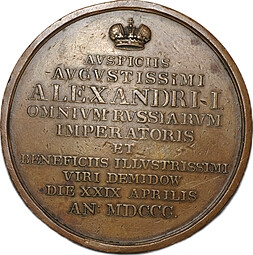 AVSPICIIS
AVGVSTISSIMI
ALEXANDRI·I
OMNIVM RVSSIARVM
IMPERATORIS
ET
BENEFICIIS ILLVSTRISSIMI
VIRI DEMIDOW
DIE XXIX APRILIS
AN: MDCCC.